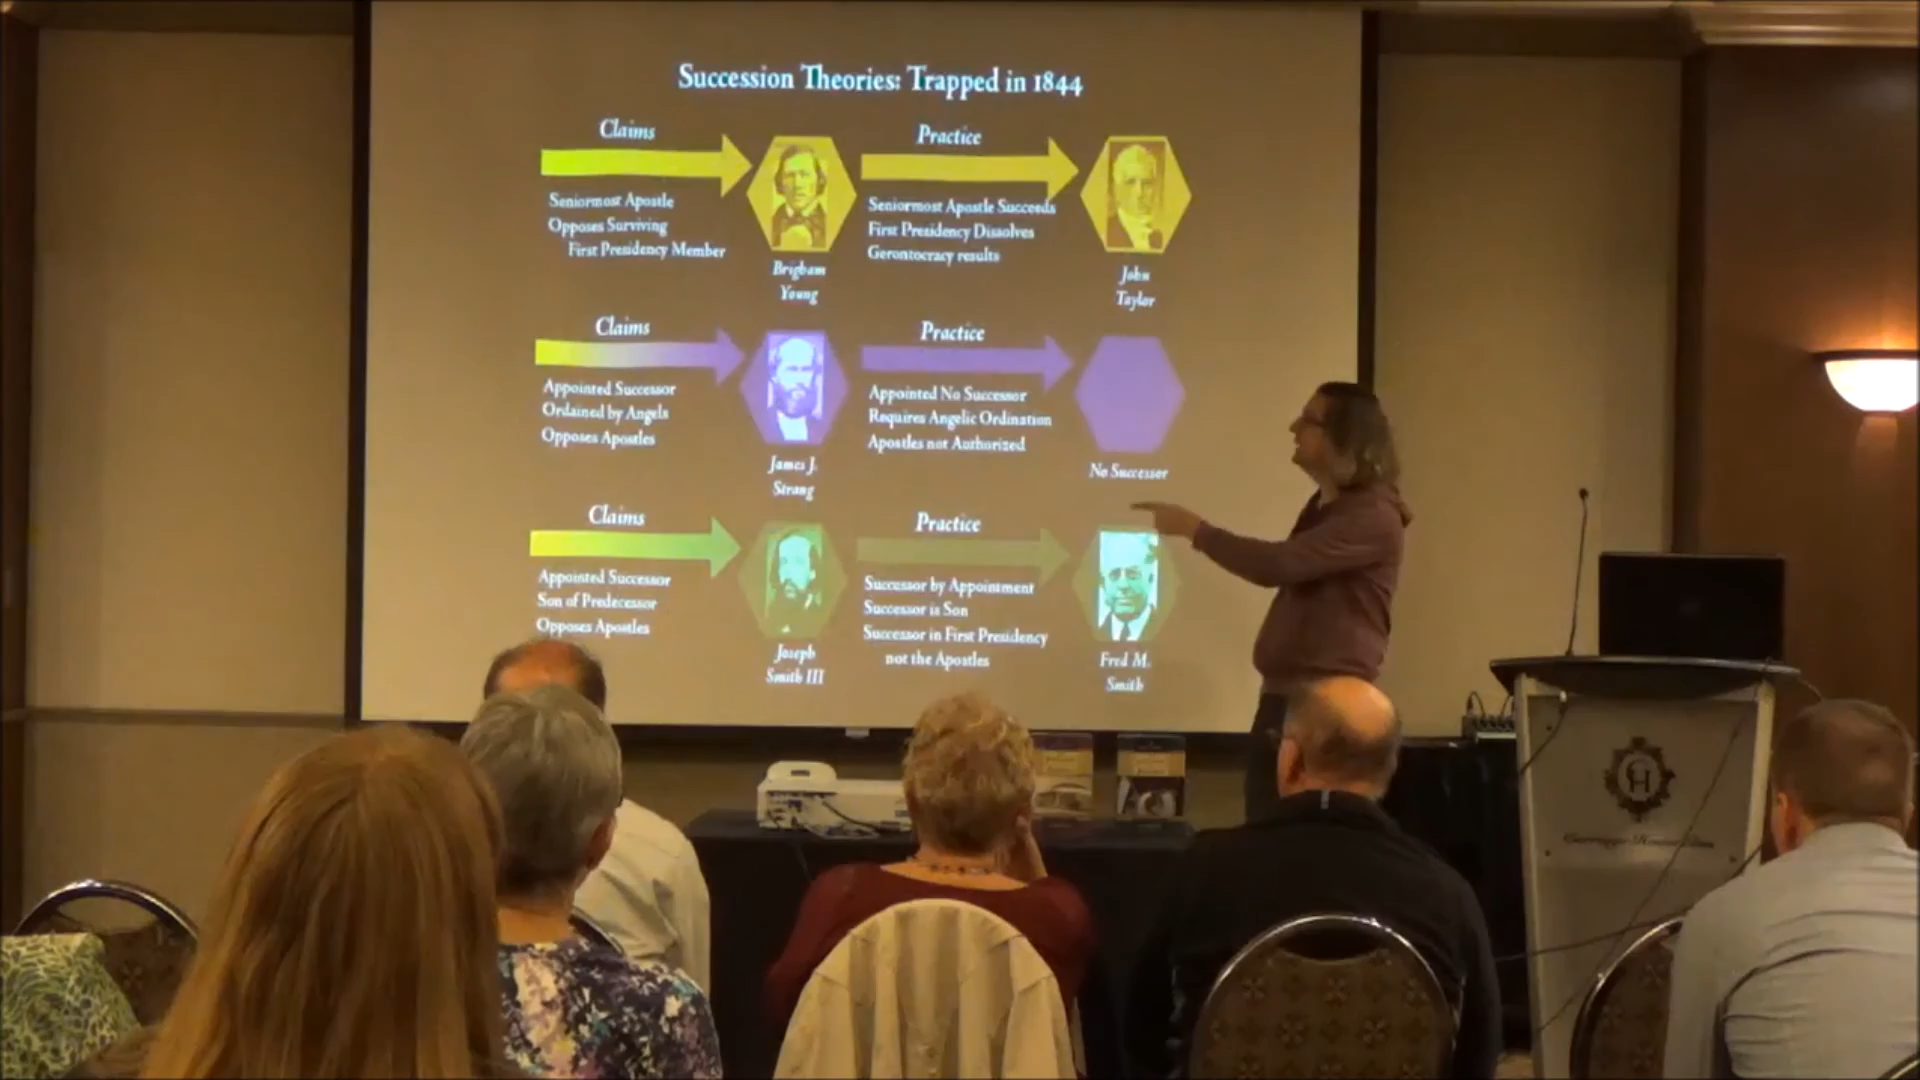 Succession Theories: Trapped in 1844
Claims
Seniormost Apostle
Opposes Surviving
First Presidency Member
Brigham
Young
Practice
Seniormost Apostle Succeeds
First Presidency Dissolves
Gerontocracy results
John
Taylor
Claims
Appointed Successor
Ordained by Angels
Opposes Apostles
James J.
Strang
Practice
Appointed No Successor
Requires Angelic Ordination
Apostles not Authorized
No Successor
Claims
Appointed Successor
Son of Predecessor
Opposes Apostles
Joseph
Smith III
Practice
Successor by Appointment
Successor is Son
Successor in First Presidency
not the Apostles
Fred M.
Smith